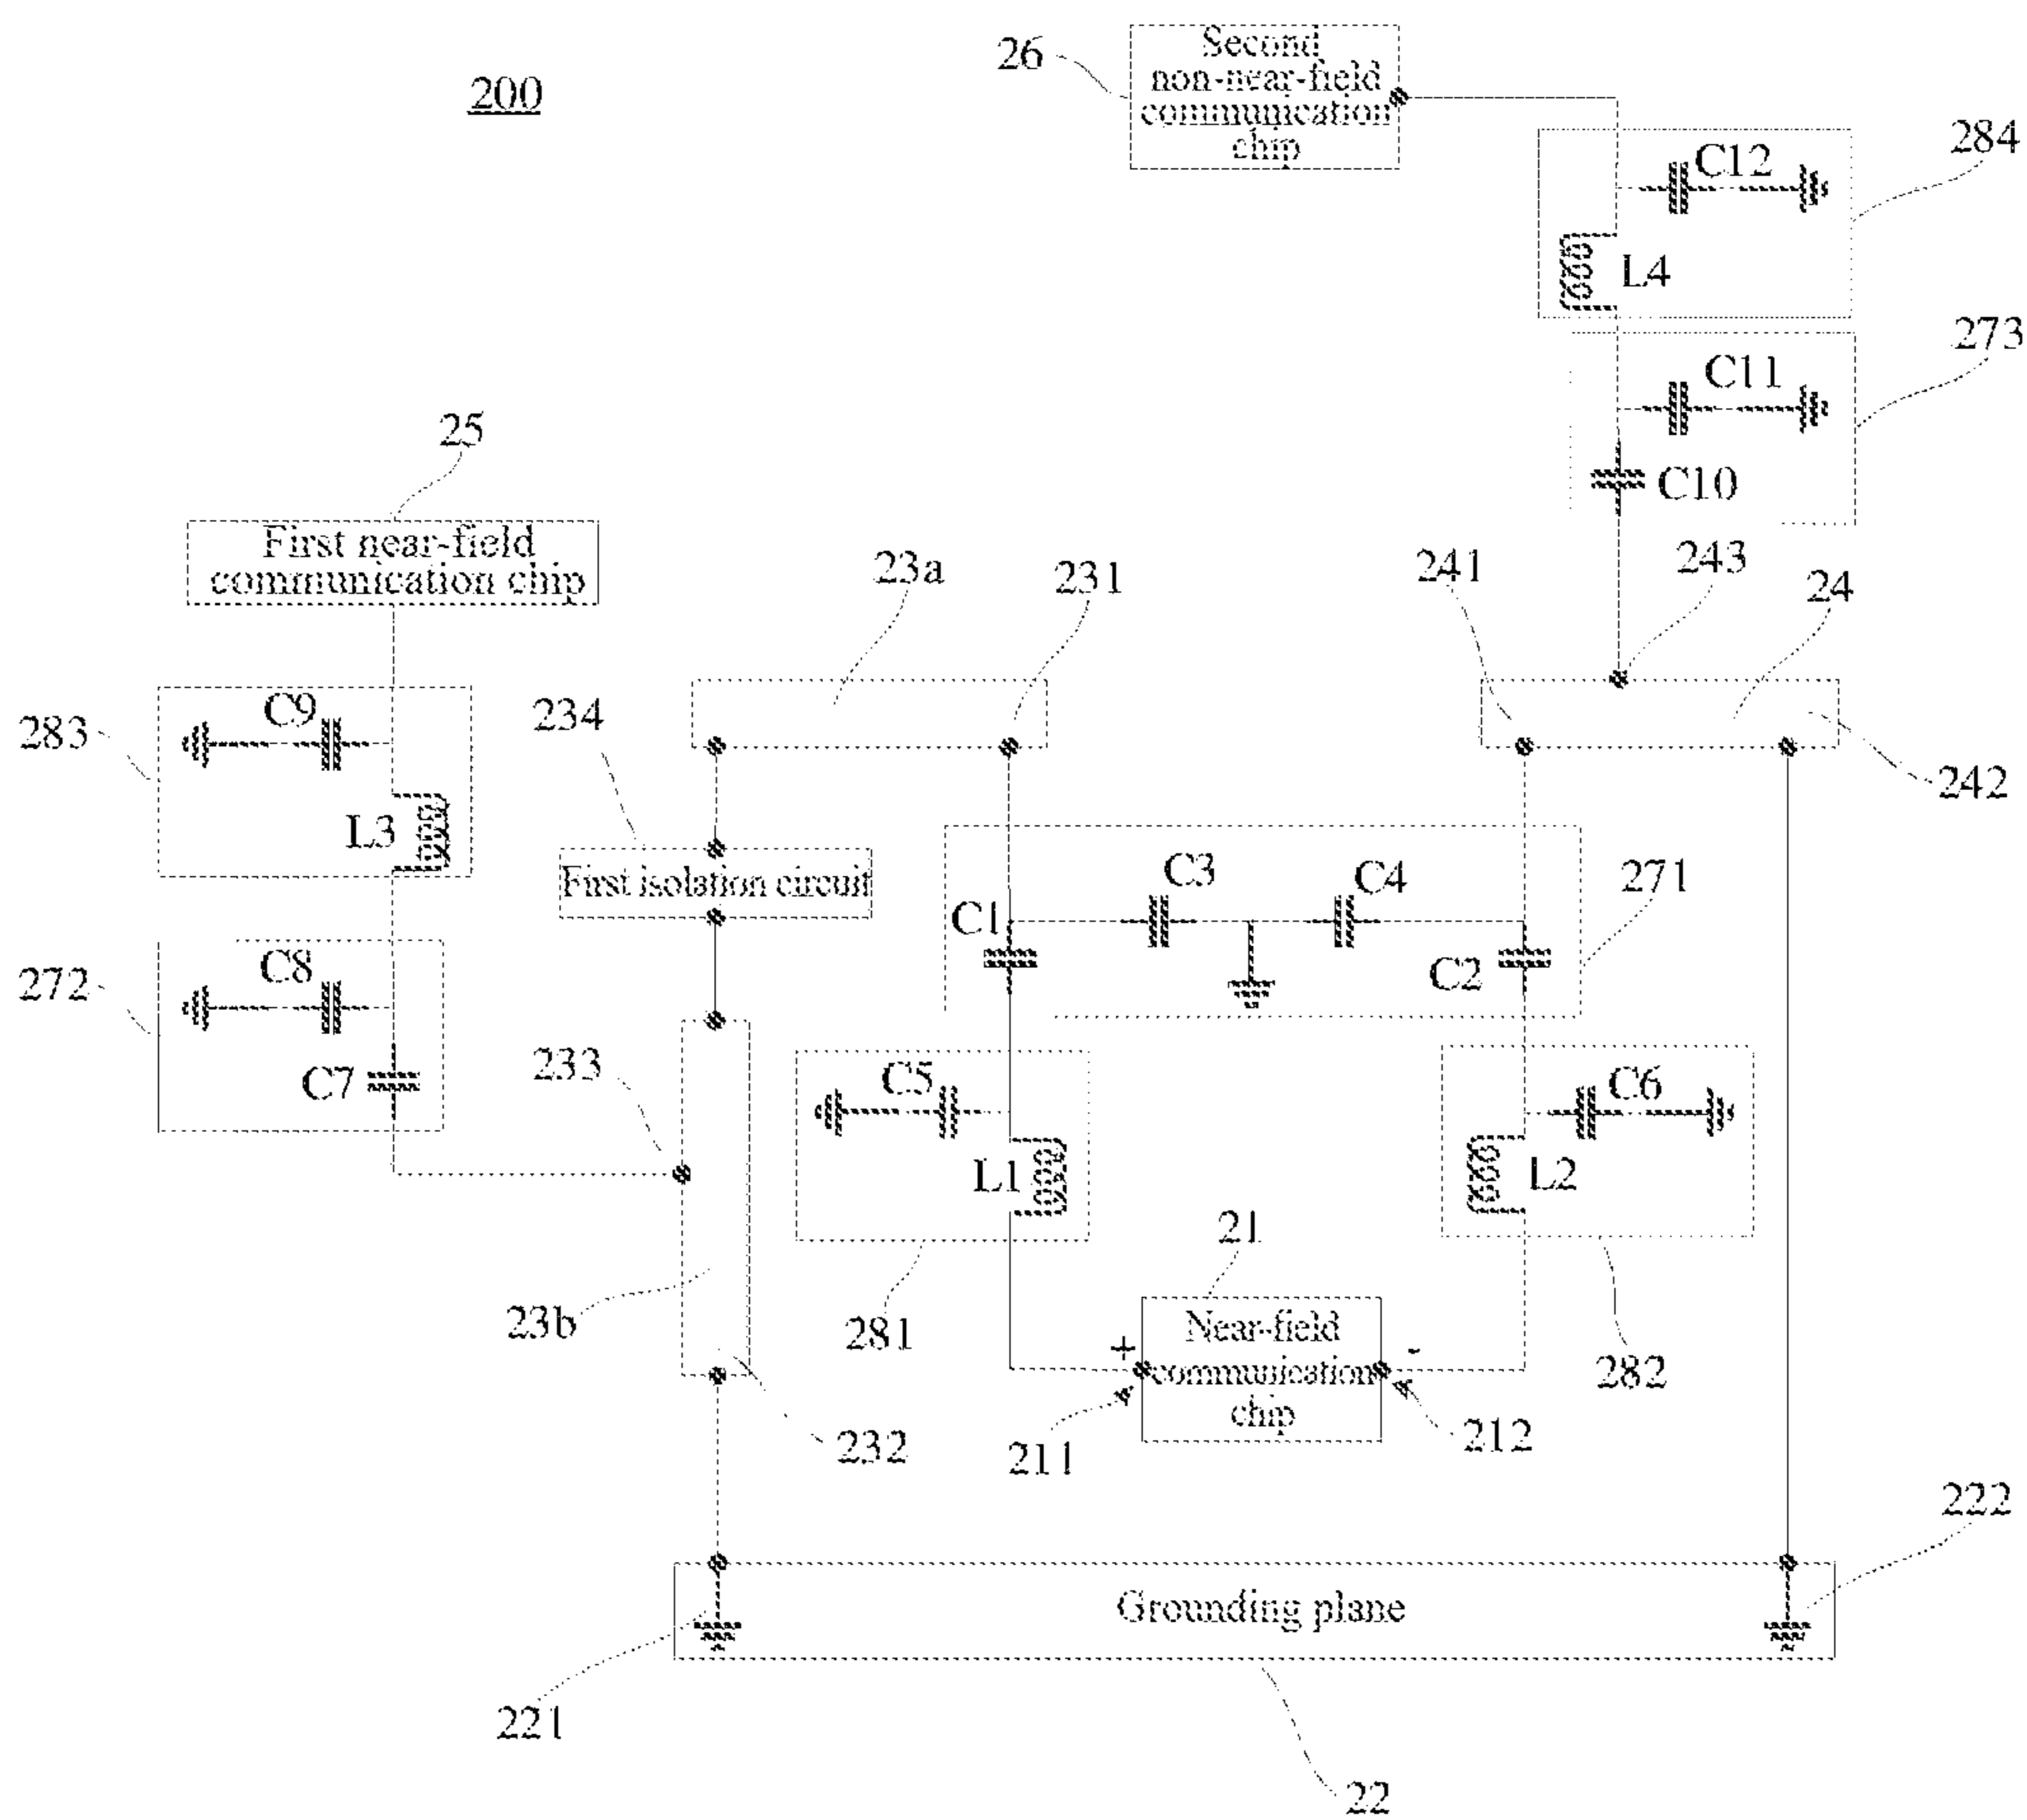 200
26
Second
non-near-field
communication
chip
284
C12
L4
273
C11
C10
25
First near-field
communication chip
23a
231
241
243
24
283
C9
L3
234
242
First isolation circuit
C3
C4
271
C1
C2
272
C8
C7
233
C5
C6
L1
L2
21
23b
281
Near-field
communication
chip
+
-
282
232
211
212
222
Grounding plane
221
22